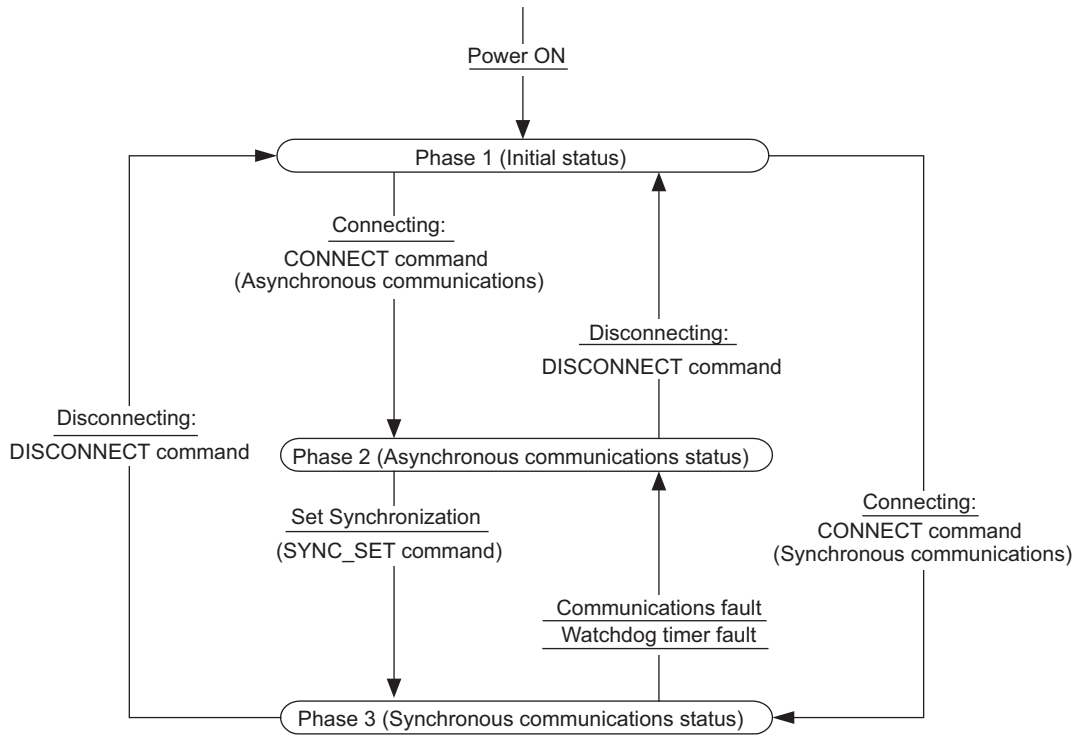 Power ON
Phase 1 (Initial status)
Connecting:
CONNECT command
(Asynchronous communications)
Disconnecting:
DISCONNECT command
Disconnecting:
DISCONNECT command
Phase 2 (Asynchronous communications status)
Set Synchronization
(SYNC_SET command)
Connecting:
CONNECT command
(Synchronous communications)
Communications fault
Watchdog timer fault
Phase 3 (Synchronous communications status)